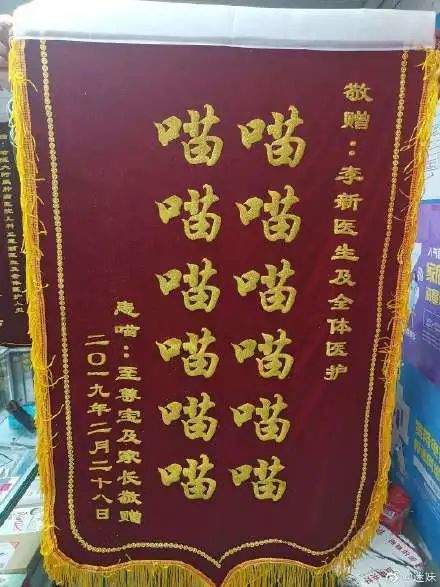 敬赠：李新医生及全体医护
喵喵喵喵喵喵
喵喵喵喵喵喵
患喵：至尊宝及家长敬赠
二〇一九年二月二十八日